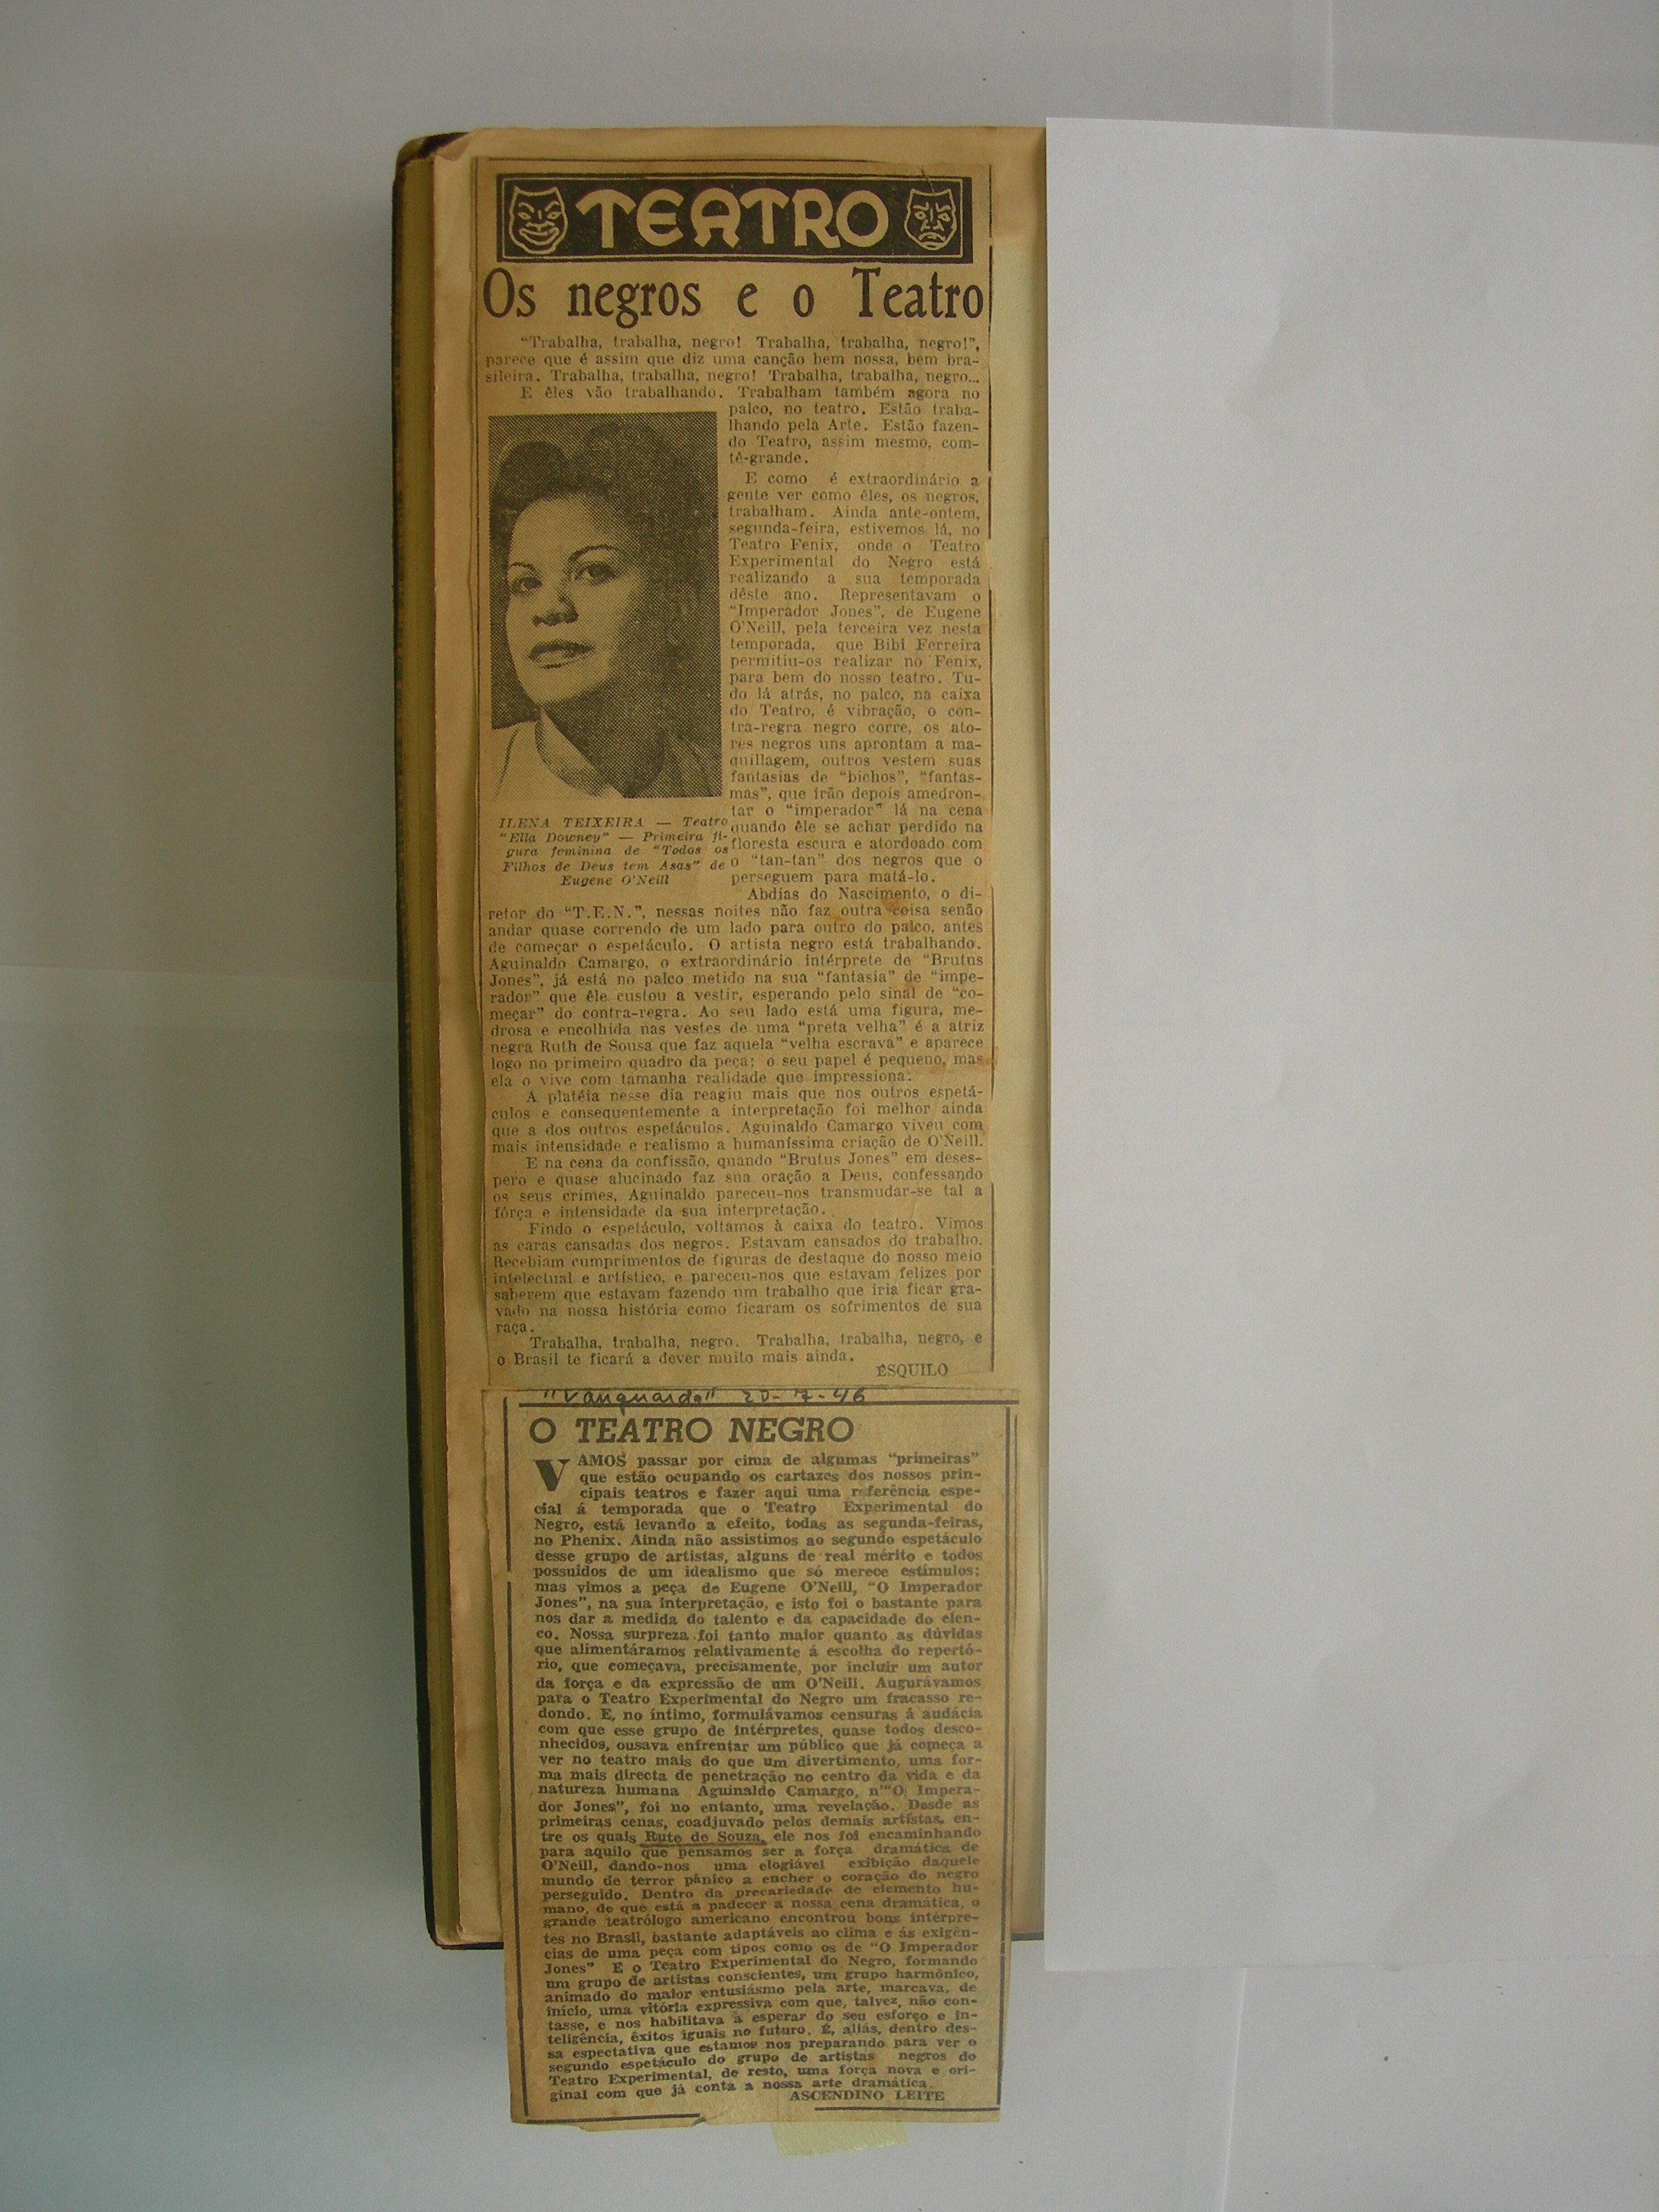 TEATRO
Os negros e o Teatro
"Trabalha, trabalha, negro! Trabalha, trabalha, negro!",
parece que é assim que diz uma canção bem nossa, bem bra-
sileira. Trabalha, trabalha, negro! Trabalha, trabalha, negro...
E êles vão trabalhando. Trabalham também agora no
palco, no teatro. Estão traba-
lhando pela Arte. Estão fazen-
do Teatro, assim mesmo, com-
tê-grande.
E como é extraordinário a
gente ver como êles, os negros,
trabalham. Ainda ante-ontem,
segunda-feira, estivemos lá, no
Teatro Fenix, onde o Teatro
Experimental do Negro está
realizando a sua temporada
dêste ano. Representavam o
"Imperador Jones", de Eugene
O'Neill, pela terceira vez nesta
temporada, que Bibi Ferreira
permitiu-os realizar no Fenix,
para bem do nosso teatro. Tu-
do lá atrás, no palco, na caixa
do Teatro, é vibração, o con-
tra-regra negro corre, os ato-
res negros uns aprontam a ma-
quillagem, outros vestem suas
fantasias de "bichos", "fantas-
mas", que irão depois amedron-
tar o "imperador" lá na cena
quando êle se achar perdido na
floresta escura e atordoado com
o "tan-tan" dos negros que o
perseguem para matá-lo.
ILENA TEIXEIRA — Teatro
"Ella Downey" — Primeira fi-
gura feminina de "Todos os
Filhos de Deus tem Asas" de
Eugene O'Neill
Abdias do Nascimento, o di-
retor do "T.E.N.", nessas noites não faz outra coisa senão
andar quase correndo de um lado para outro do palco, antes
de começar o espetáculo. O artista negro está trabalhando.
Aguinaldo Camargo, o extraordinário intérprete de "Brutus
Jones", já está no palco metido na sua "fantasia" de "impe-
rador" que êle custou a vestir, esperando pelo sinal de "co-
meçar" do contra-regra. Ao seu lado está uma figura, me-
drosa e encolhida nas vestes de uma "preta velha" é a atriz
negra Ruth de Sousa que faz aquela "velha escrava" e aparece
logo no primeiro quadro da peça; o seu papel é pequeno, mas
ela o vive com tamanha realidade que impressiona.
A platéia nesse dia reagiu mais que nos outros espetá-
culos e consequentemente a interpretação foi melhor ainda
que a dos outros espetáculos. Aguinaldo Camargo viveu com
mais intensidade e realismo a humaníssima criação de O'Neill.
E na cena da confissão, quando "Brutus Jones" em deses-
pero e quase alucinado faz sua oração a Deus, confessando
os seus crimes, Aguinaldo pareceu-nos transmudar-se tal a
fôrça e intensidade da sua interpretação.
Findo o espetáculo, voltamos à caixa do teatro. Vimos
as caras cansadas dos negros. Estavam cansados do trabalho.
Recebiam cumprimentos de figuras de destaque do nosso meio
intelectual e artístico, e pareceu-nos que estavam felizes por
saberem que estavam fazendo um trabalho que iria ficar gra-
vado na nossa história como ficaram os sofrimentos de sua
raça.
Trabalha, trabalha, negro. Trabalha, trabalha, negro, e
o Brasil te ficará a dever muito mais ainda.
ÉSQUILO
"Vanguarda" 20-7-46
O TEATRO NEGRO
VAMOS passar por cima de algumas "primeiras"
que estão ocupando os cartazes dos nossos prin-
cipais teatros e fazer aqui uma referência espe-
cial á temporada que o Teatro Experimental do
Negro, está levando a efeito, todas as segunda-feiras,
no Phenix. Ainda não assistimos ao segundo espetáculo
desse grupo de artistas, alguns de real mérito e todos
possuidos de um idealismo que só merece estímulos;
mas vimos a peça de Eugene O'Neill, "O Imperador
Jones", na sua interpretação, e isto foi o bastante para
nos dar a medida do talento e da capacidade do elen-
co. Nossa surpreza foi tanto maior quanto as dúvidas
que alimentáramos relativamente á escolha do repertó-
rio, que começava, precisamente, por incluir um autor
da força e da expressão de um O'Neill. Augurávamos
para o Teatro Experimental do Negro um fracasso re-
dondo. E, no íntimo, formulávamos censuras á audácia
com que esse grupo de intérpretes, quase todos desco-
nhecidos, ousava enfrentar um público que já começa a
ver no teatro mais do que um divertimento, uma for-
ma mais directa de penetração no centro da vida e da
natureza humana Aguinaldo Camargo, n'"O Impera-
dor Jones", foi no entanto, uma revelação. Desde as
primeiras cenas, coadjuvado pelos demais artístas, en-
tre os quais Rute de Souza, ele nos foi encaminhando
para aquilo que pensamos ser a força dramática de
O'Neill, dando-nos uma elogiável exibição daquele
mundo de terror pânico a encher o coração do negro
perseguido. Dentro da precariedade de elemento hu-
mano, de que está a padecer a nossa cena dramática, o
grande teatrólogo americano encontrou bons intérpre-
tes no Brasil, bastante adaptáveis ao clima e ás exigên-
cias de uma peça com tipos como os de "O Imperador
Jones" E o Teatro Experimental do Negro, formando
um grupo de artistas conscientes, um grupo harmônico,
animado do maior entusiásmo pela arte, marcava, de
início, uma vitória expressiva com que, talvez, não con-
tasse, e nos habilitava a esperar do seu esforço e in-
teligência, êxitos iguais no futuro. É, aliás, dentro des-
sa espectativa que estamos nos preparando para ver o
segundo espetáculo do grupo de artistas negros do
Teatro Experimental, de resto, uma força nova e ori-
ginal com que já conta a nossa arte dramática.
ASCENDINO LEITE